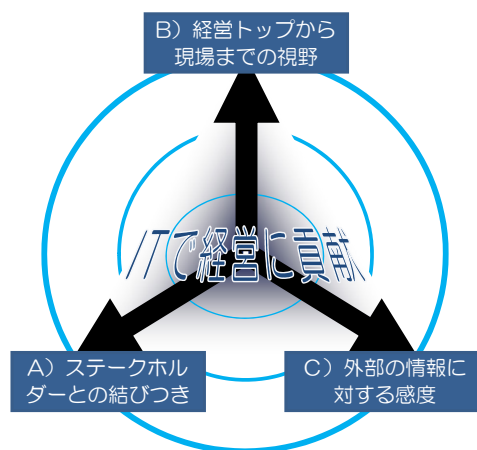 B）経営トップから
現場までの視野
ITで経営に貢献
A）ステークホル
ダーとの結びつき
C）外部の情報に
対する感度